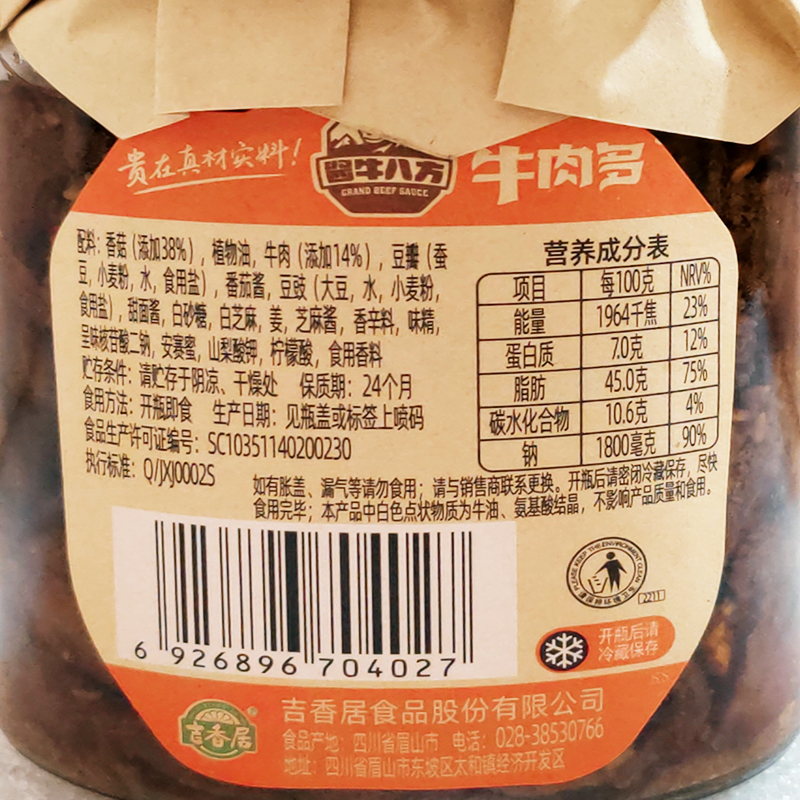 贵在真材实料!
酱牛八方
GRAND BEEF SAUCE
牛肉多
配料：香菇（添加38%），植物油，牛肉（添加14%），豆瓣（蚕
豆，小麦粉，水，食用盐），番茄酱，豆豉（大豆，水，小麦粉，
食用盐），甜面酱，白砂糖，白芝麻，姜，芝麻酱，香辛料，味精，
呈味核苷酸二钠，安赛蜜，山梨酸钾，柠檬酸，食用香料
贮存条件：请贮存于阴凉、干燥处 保质期：24个月
食用方法：开瓶即食 生产日期：见瓶盖或标签上喷码
食品生产许可证编号：SC10351140200230
执行标准：Q/JXJ0002S
营养成分表
项目 每100克 NRV%
能量 1964千焦 23%
蛋白质 7.0克 12%
脂肪 45.0克 75%
碳水化合物 10.6克 4%
钠 1800毫克 90%
如有胀盖、漏气等请勿食用；请与销售商联系更换。开瓶后请密闭冷藏保存，尽快
食用完毕；本产品中白色点状物质为牛油、氨基酸结晶，不影响产品质量和食用。
PLEASE KEEP THE ENVIRONMENT CLEAN
2211
6 926896 704027
开瓶后请
冷藏保存
吉香居
吉香居食品股份有限公司
食品产地：四川省眉山市 电话：028-38530766
地址：四川省眉山市东坡区太和镇经济开发区